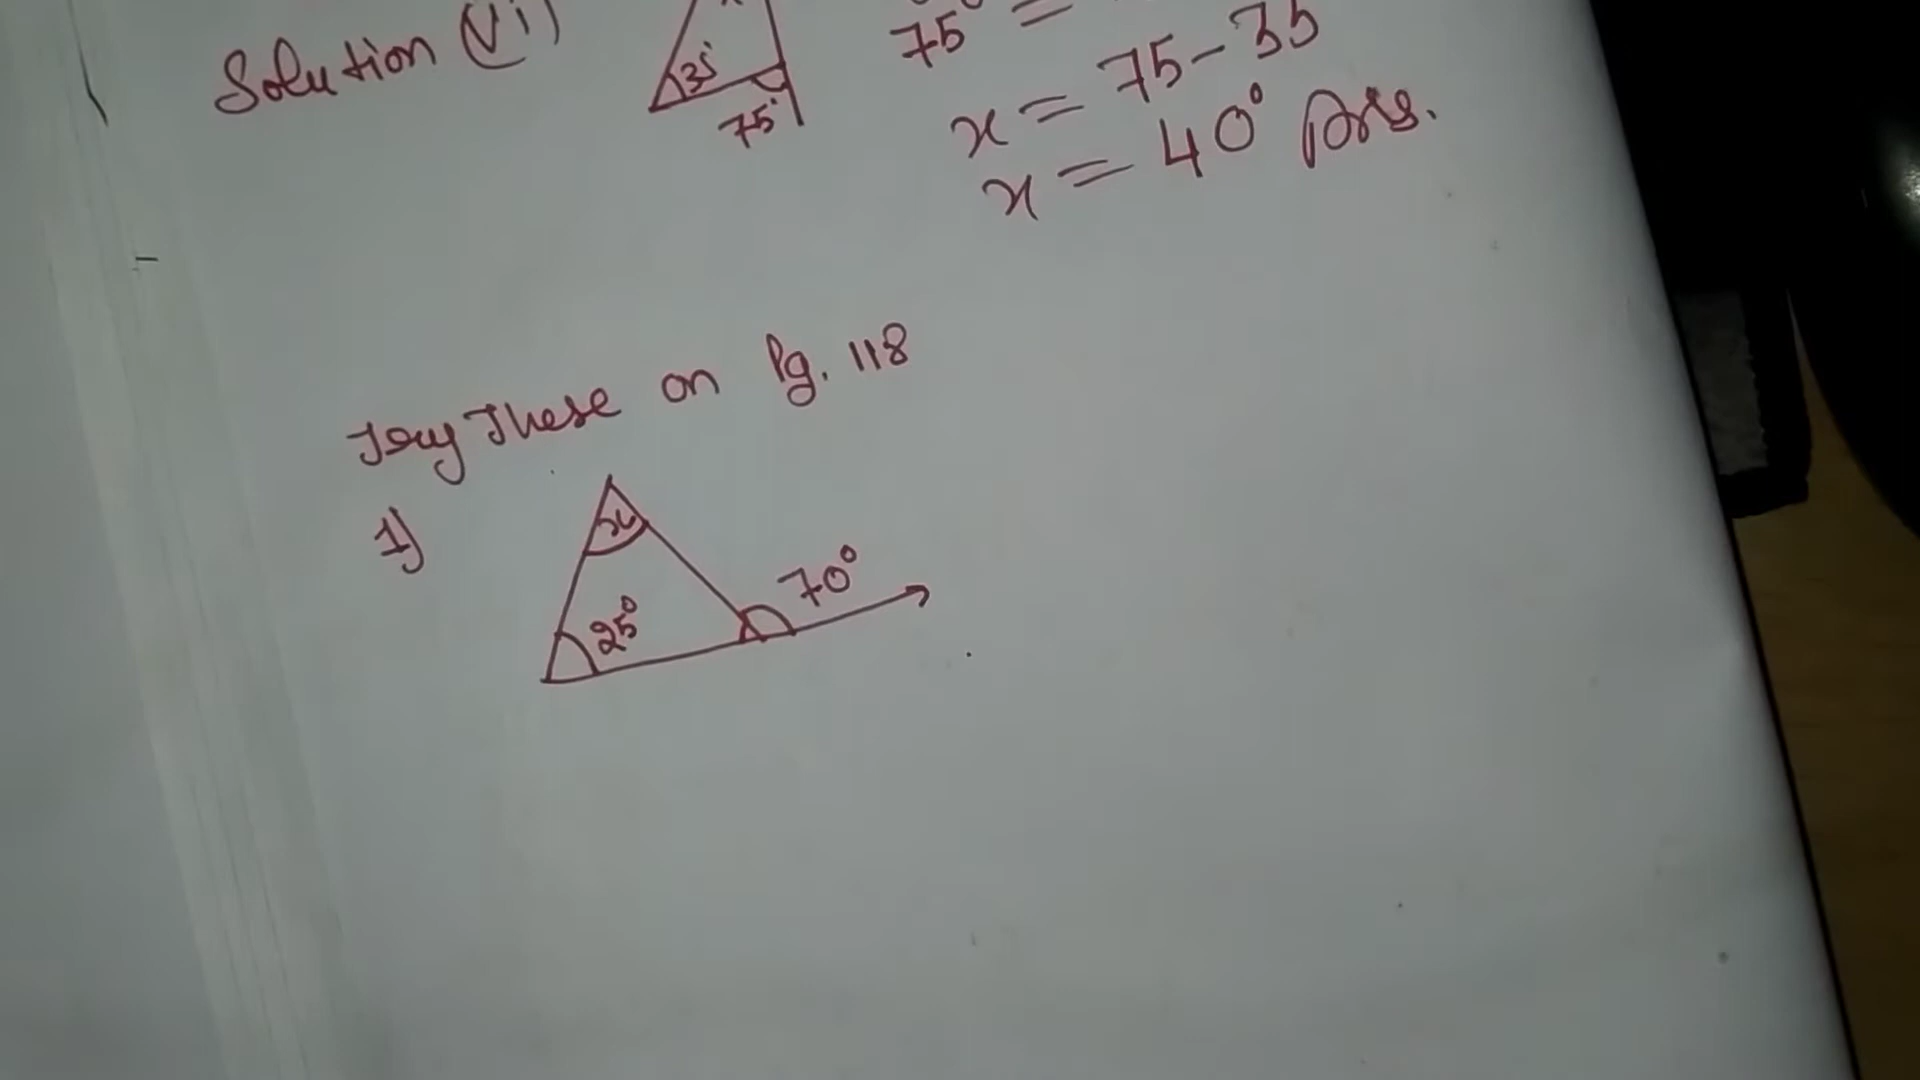 Solution (vi)
35°
75°
75° =
x = 75-35
x = 40° Ans.
Try These on Pg. 118
1)
x
25°
70°